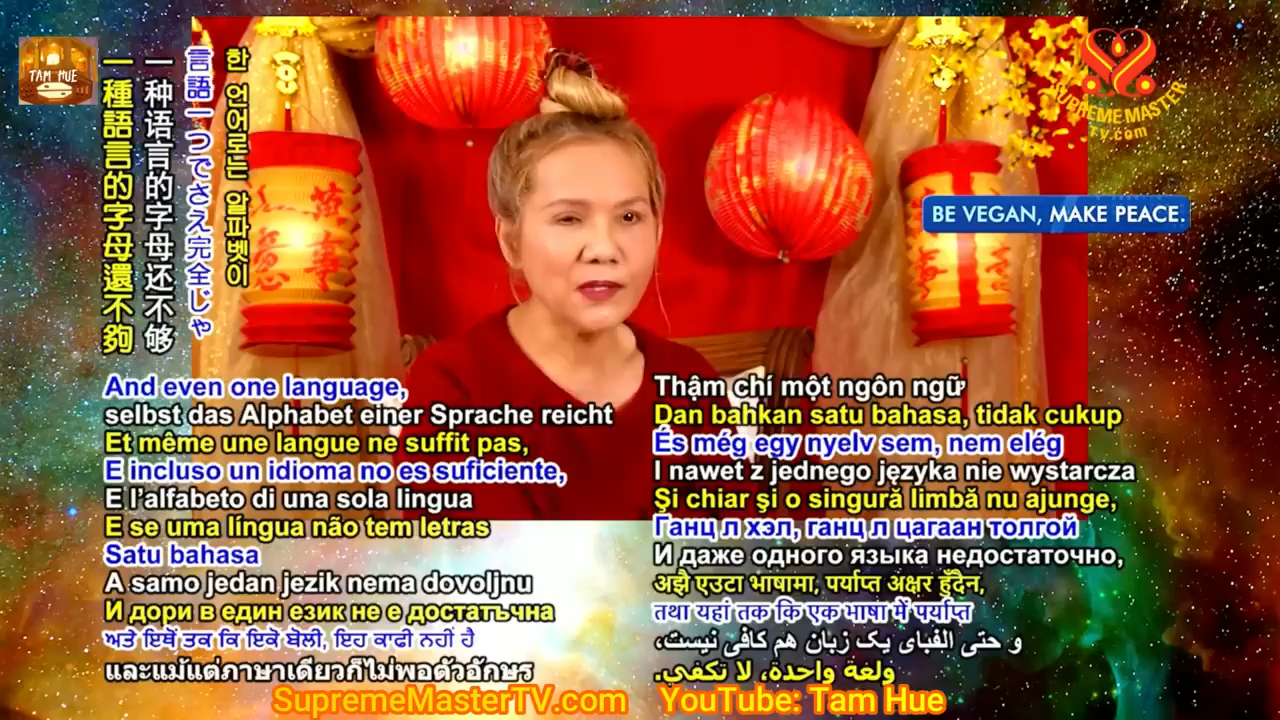 TAM HUE
一種語言的字母還不夠
一种语言的字母还不够
言語一つでさえ完全じゃ
한 언어로는 알파벳이
SUPREME MASTER
TV.com
BE VEGAN, MAKE PEACE.
And even one language,
selbst das Alphabet einer Sprache reicht
Et même une langue ne suffit pas,
E incluso un idioma no es suficiente,
E l’alfabeto di una sola lingua
E se uma língua não tem letras
Satu bahasa
A samo jedan jezik nema dovoljnu
И дори в един език не е достатъчна
ਅਤੇ ਇਥੋਂ ਤਕ ਕਿ ਇਕੋ ਬੋਲੀ, ਇਹ ਕਾਫੀ ਨਹੀਂ ਹੈ
และแม้แต่ภาษาเดียวก็ไม่พอตัวอักษร
Thậm chí một ngôn ngữ
Dan bahkan satu bahasa, tidak cukup
És még egy nyelv sem, nem elég
I nawet z jednego języka nie wystarcza
Şi chiar şi o singură limbă nu ajunge,
Ганц л хэл, ганц л цагаан толгой
И даже одного языка недостаточно,
अझै एउटा भाषामा, पर्याप्त अक्षर हुँदैन,
तथा यहां तक कि एक भाषा में पर्याप्त
و حتی الفبای یک زبان هم کافی نیست،
ولغة واحدة، لا تكفي.
SupremeMasterTV.com
YouTube: Tam Hue